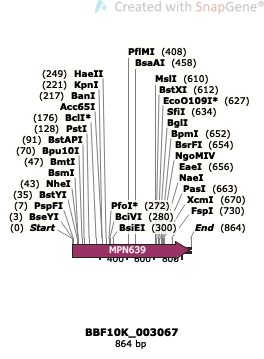 Created with SnapGene®
PflMI (408)
BsaAI (458)
(249) HaeII
(221) KpnI
(217) BanI
Acc65I
(176) BclI*
(128) PstI
(91) BstAPI
(70) Bpu10I
(47) BmtI
BsmI
(43) NheI
(35) BstYI
(7) PspFI
(3) BseYI
(0) Start
MslI (610)
BstXI (612)
EcoO109I* (627)
SfiI (634)
BglI
BpmI (652)
BsrFI (654)
NgoMIV
EaeI (656)
NaeI
PasI (663)
XcmI (670)
FspI (730)
End (864)
PfoI* (272)
BciVI (280)
BsiEI (300)
MPN639
400
600
800
BBF10K_003067
864 bp